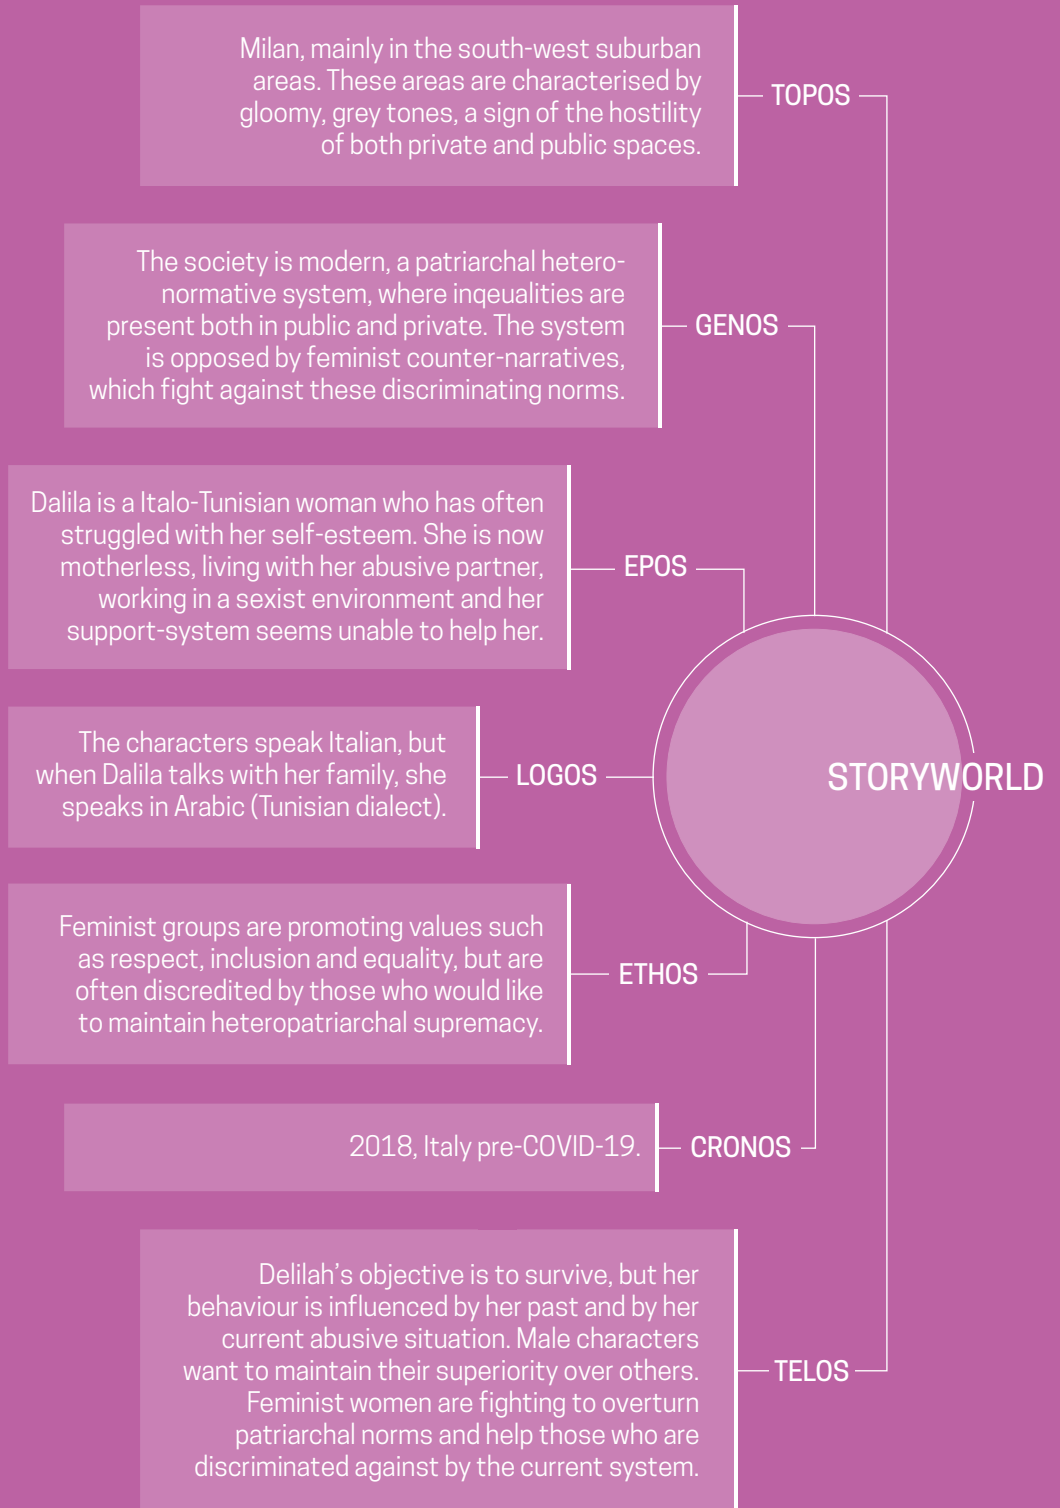 Milan, mainly in the south-west suburban
areas. These areas are characterised by
gloomy, grey tones, a sign of the hostility
of both private and public spaces.
TOPOS
The society is modern, a patriarchal hetero-
normative system, where inqeualities are
present both in public and private. The system
is opposed by feminist counter-narratives,
which fight against these discriminating norms.
GENOS
Dalila is a Italo-Tunisian woman who has often
struggled with her self-esteem. She is now
motherless, living with her abusive partner,
working in a sexist environment and her
support-system seems unable to help her.
EPOS
The characters speak Italian, but
when Dalila talks with her family, she
speaks in Arabic (Tunisian dialect).
LOGOS
STORYWORLD
Feminist groups are promoting values such
as respect, inclusion and equality, but are
often discredited by those who would like
to maintain heteropatriarchal supremacy.
ETHOS
2018, Italy pre-COVID-19.
CRONOS
Delilah's objective is to survive, but her
behaviour is influenced by her past and by her
current abusive situation. Male characters
want to maintain their superiority over others.
Feminist women are fighting to overturn
patriarchal norms and help those who are
discriminated against by the current system.
TELOS